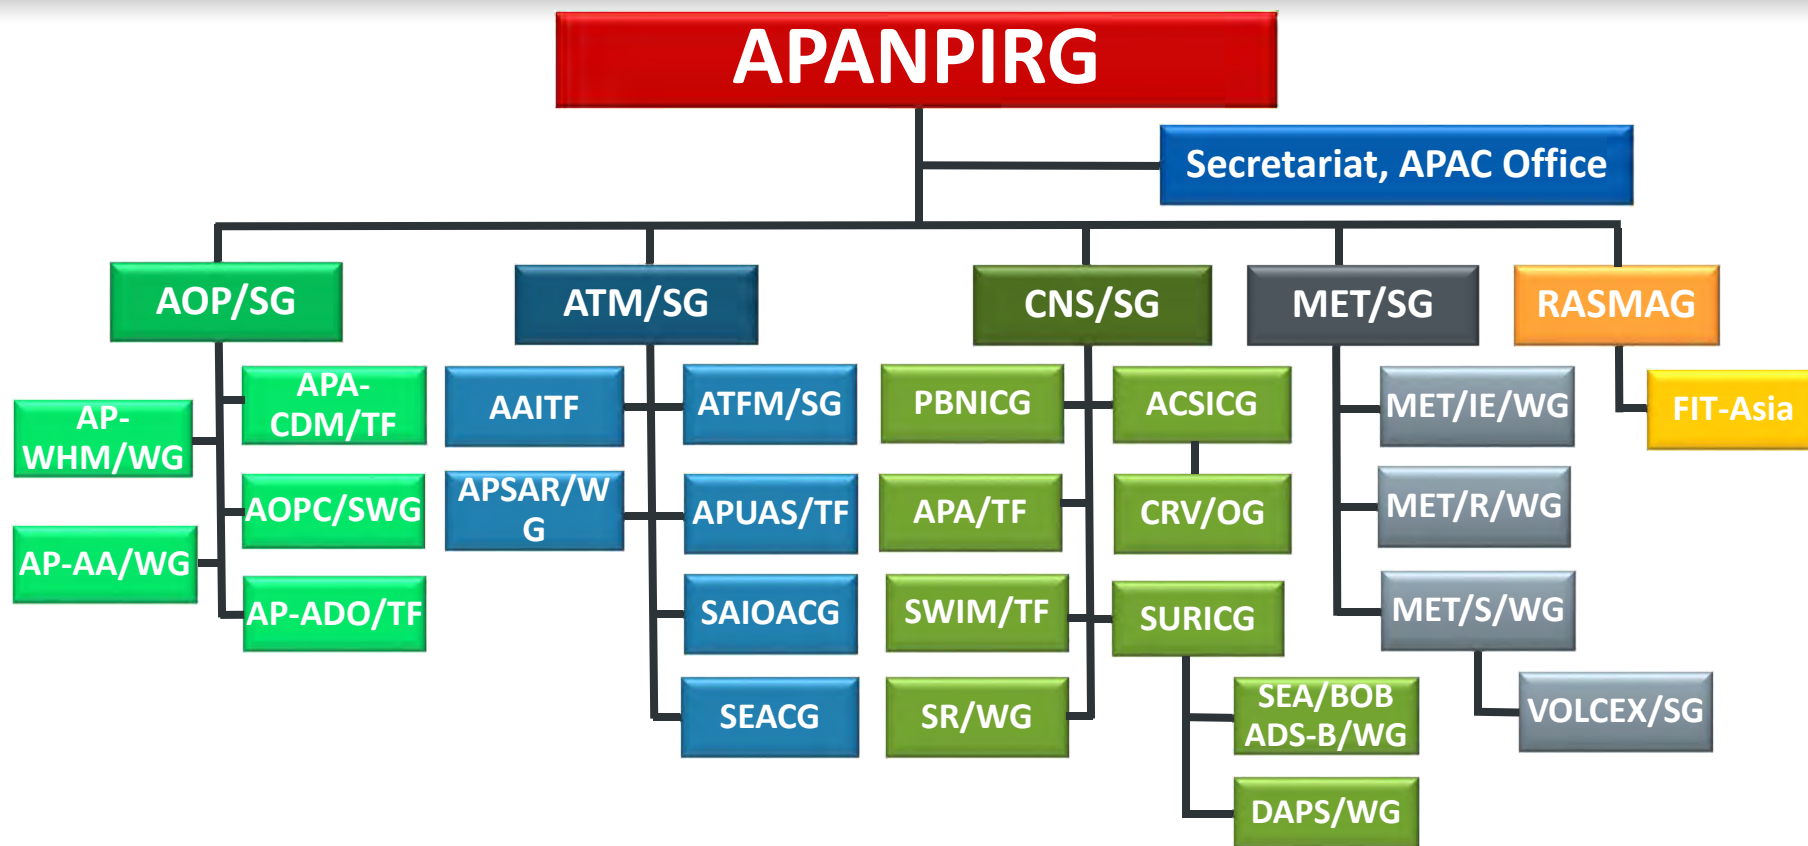 APANPIRG
Secretariat, APAC Office
AOP/SG
ATM/SG
CNS/SG
MET/SG
RASMAG
AP-
WHM/WG
AP-AA/WG
APA-
CDM/TF
AOPC/SWG
AP-ADO/TF
AAITF
APSAR/W
G
ATFM/SG
APUAS/TF
SAIOACG
SEACG
PBNICG
APA/TF
SWIM/TF
SR/WG
ACSICG
CRV/OG
SURICG
SEA/BOB
ADS-B/WG
DAPS/WG
MET/IE/WG
MET/R/WG
MET/S/WG
VOLCEX/SG
FIT-Asia